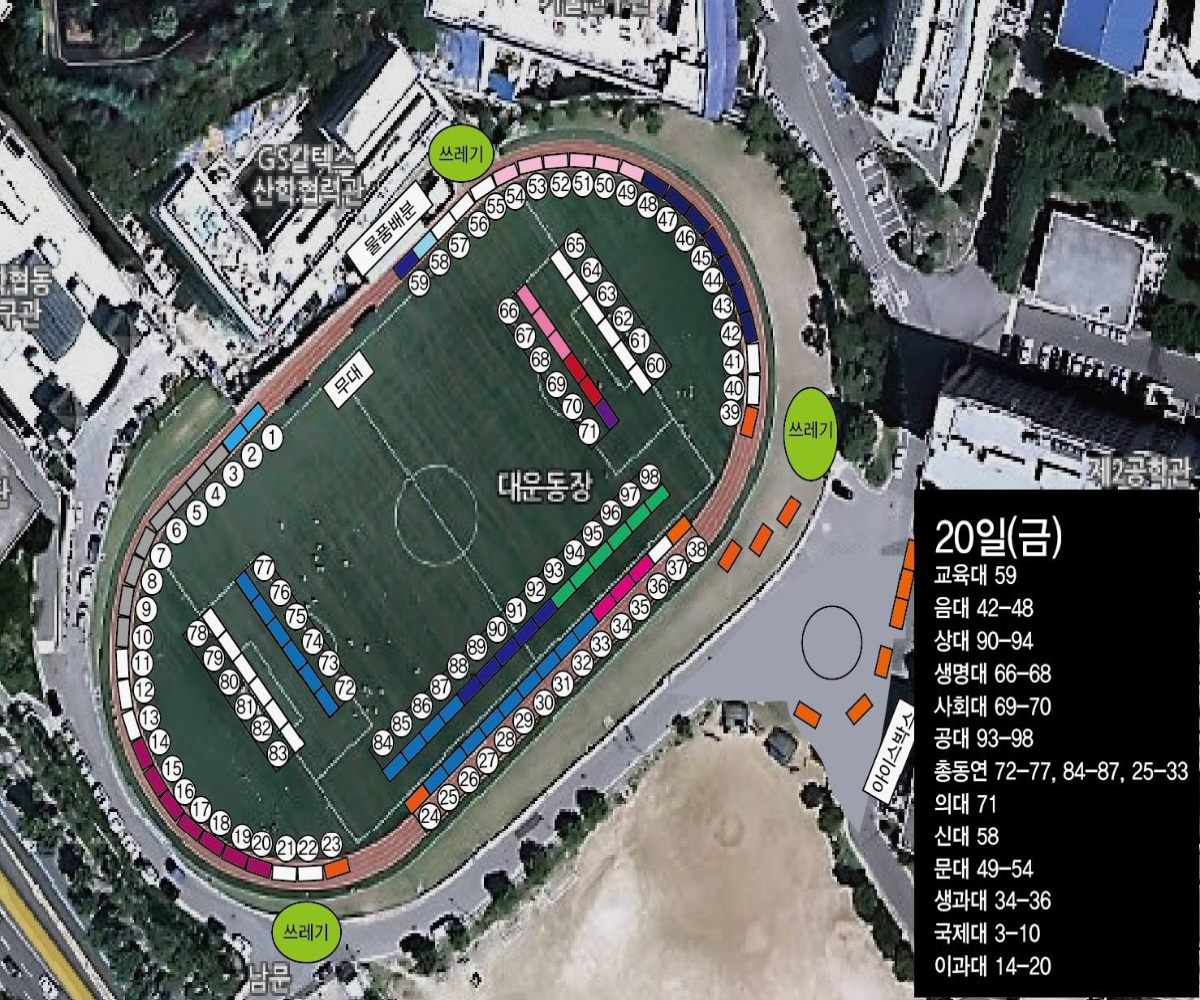 GS칼텍스
산학협력관
쓰레기
물품배분
무대
대운동장
쓰레기
제2공학관
쓰레기
남문
아이스박스
55 54 53 52 51 50 49 48
59 58 57 56
47 46 45 44 43 42 41 40 39
65 64 63 62 61 60
66 67 68 69 70 71
1 2 3 4 5 6 7 8 9 10 11 12 13 14
15 16 17 18 19 20 21 22 23
77 76 75 74 73 72
78 79 80 81 82 83
98 97 96 95 94 93 92 91 90 89 88 87 86 85 84
38 37 36 35 34 33 32 31 30 29 28 27 26 25 24
20일(금)
교육대 59
음대 42-48
상대 90-94
생명대 66-68
사회대 69-70
공대 93-98
총동연 72-77, 84-87, 25-33
의대 71
신대 58
문대 49-54
생과대 34-36
국제대 3-10
이과대 14-20